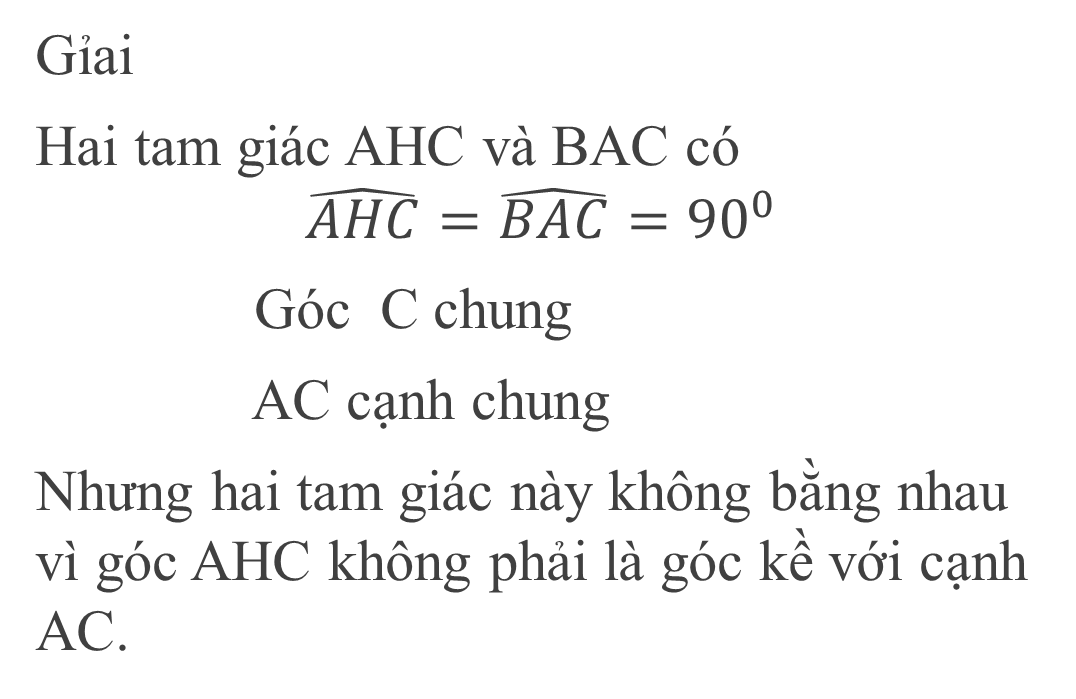 Gỉai
Hai tam giác AHC và BAC có
$\widehat{AHC} = \widehat{BAC} = 90^0$
Góc  C chung
AC cạnh chung
Nhưng hai tam giác này không bằng nhau
vì góc AHC không phải là góc kề với cạnh
AC.